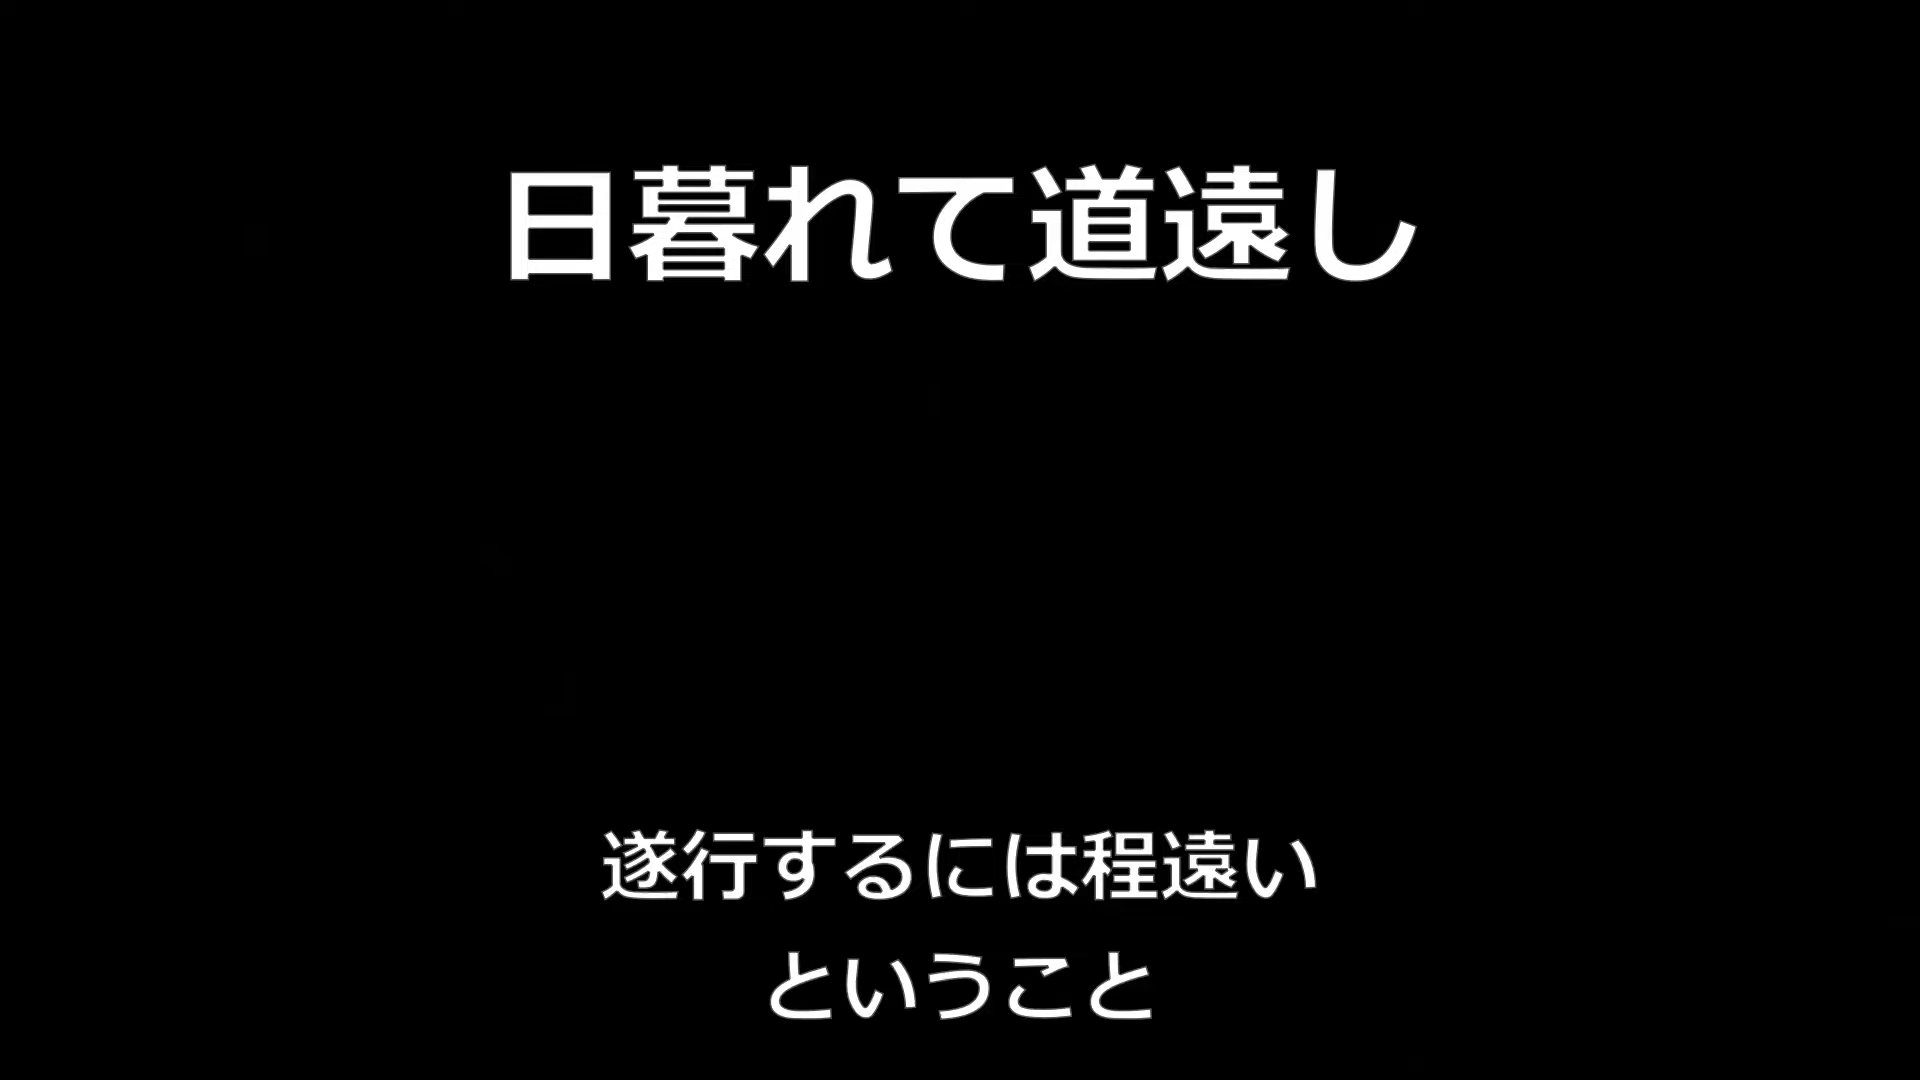 日暮れて道遠し
遂行するには程遠い
ということ